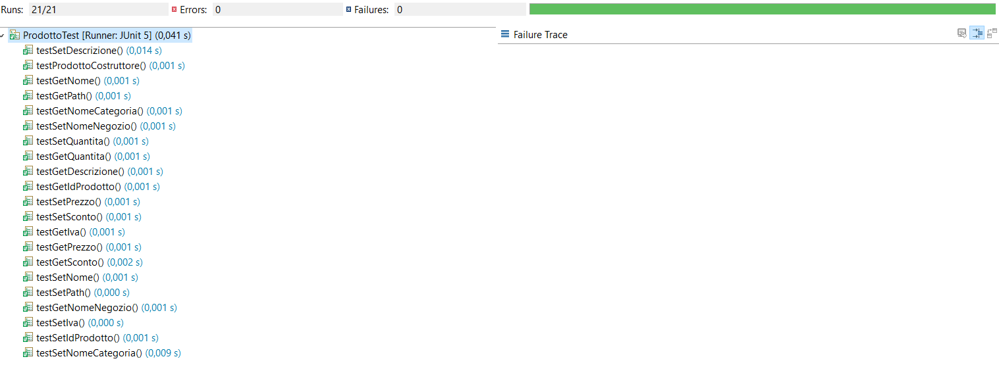 Runs: 21/21 Errors: 0 Failures: 0
ProdottoTest [Runner: JUnit 5] (0,041 s)
Failure Trace
testSetDescrizione() (0,014 s)
testProdottoCostruttore() (0,001 s)
testGetNome() (0,001 s)
testGetPath() (0,001 s)
testGetNomeCategoria() (0,001 s)
testSetNomeNegozio() (0,001 s)
testSetQuantita() (0,001 s)
testGetQuantita() (0,001 s)
testGetDescrizione() (0,001 s)
testGetIdProdotto() (0,001 s)
testSetPrezzo() (0,001 s)
testSetSconto() (0,001 s)
testGetIva() (0,001 s)
testGetPrezzo() (0,001 s)
testGetSconto() (0,002 s)
testSetNome() (0,001 s)
testSetPath() (0,000 s)
testGetNomeNegozio() (0,001 s)
testSetIva() (0,000 s)
testSetIdProdotto() (0,001 s)
testSetNomeCategoria() (0,009 s)